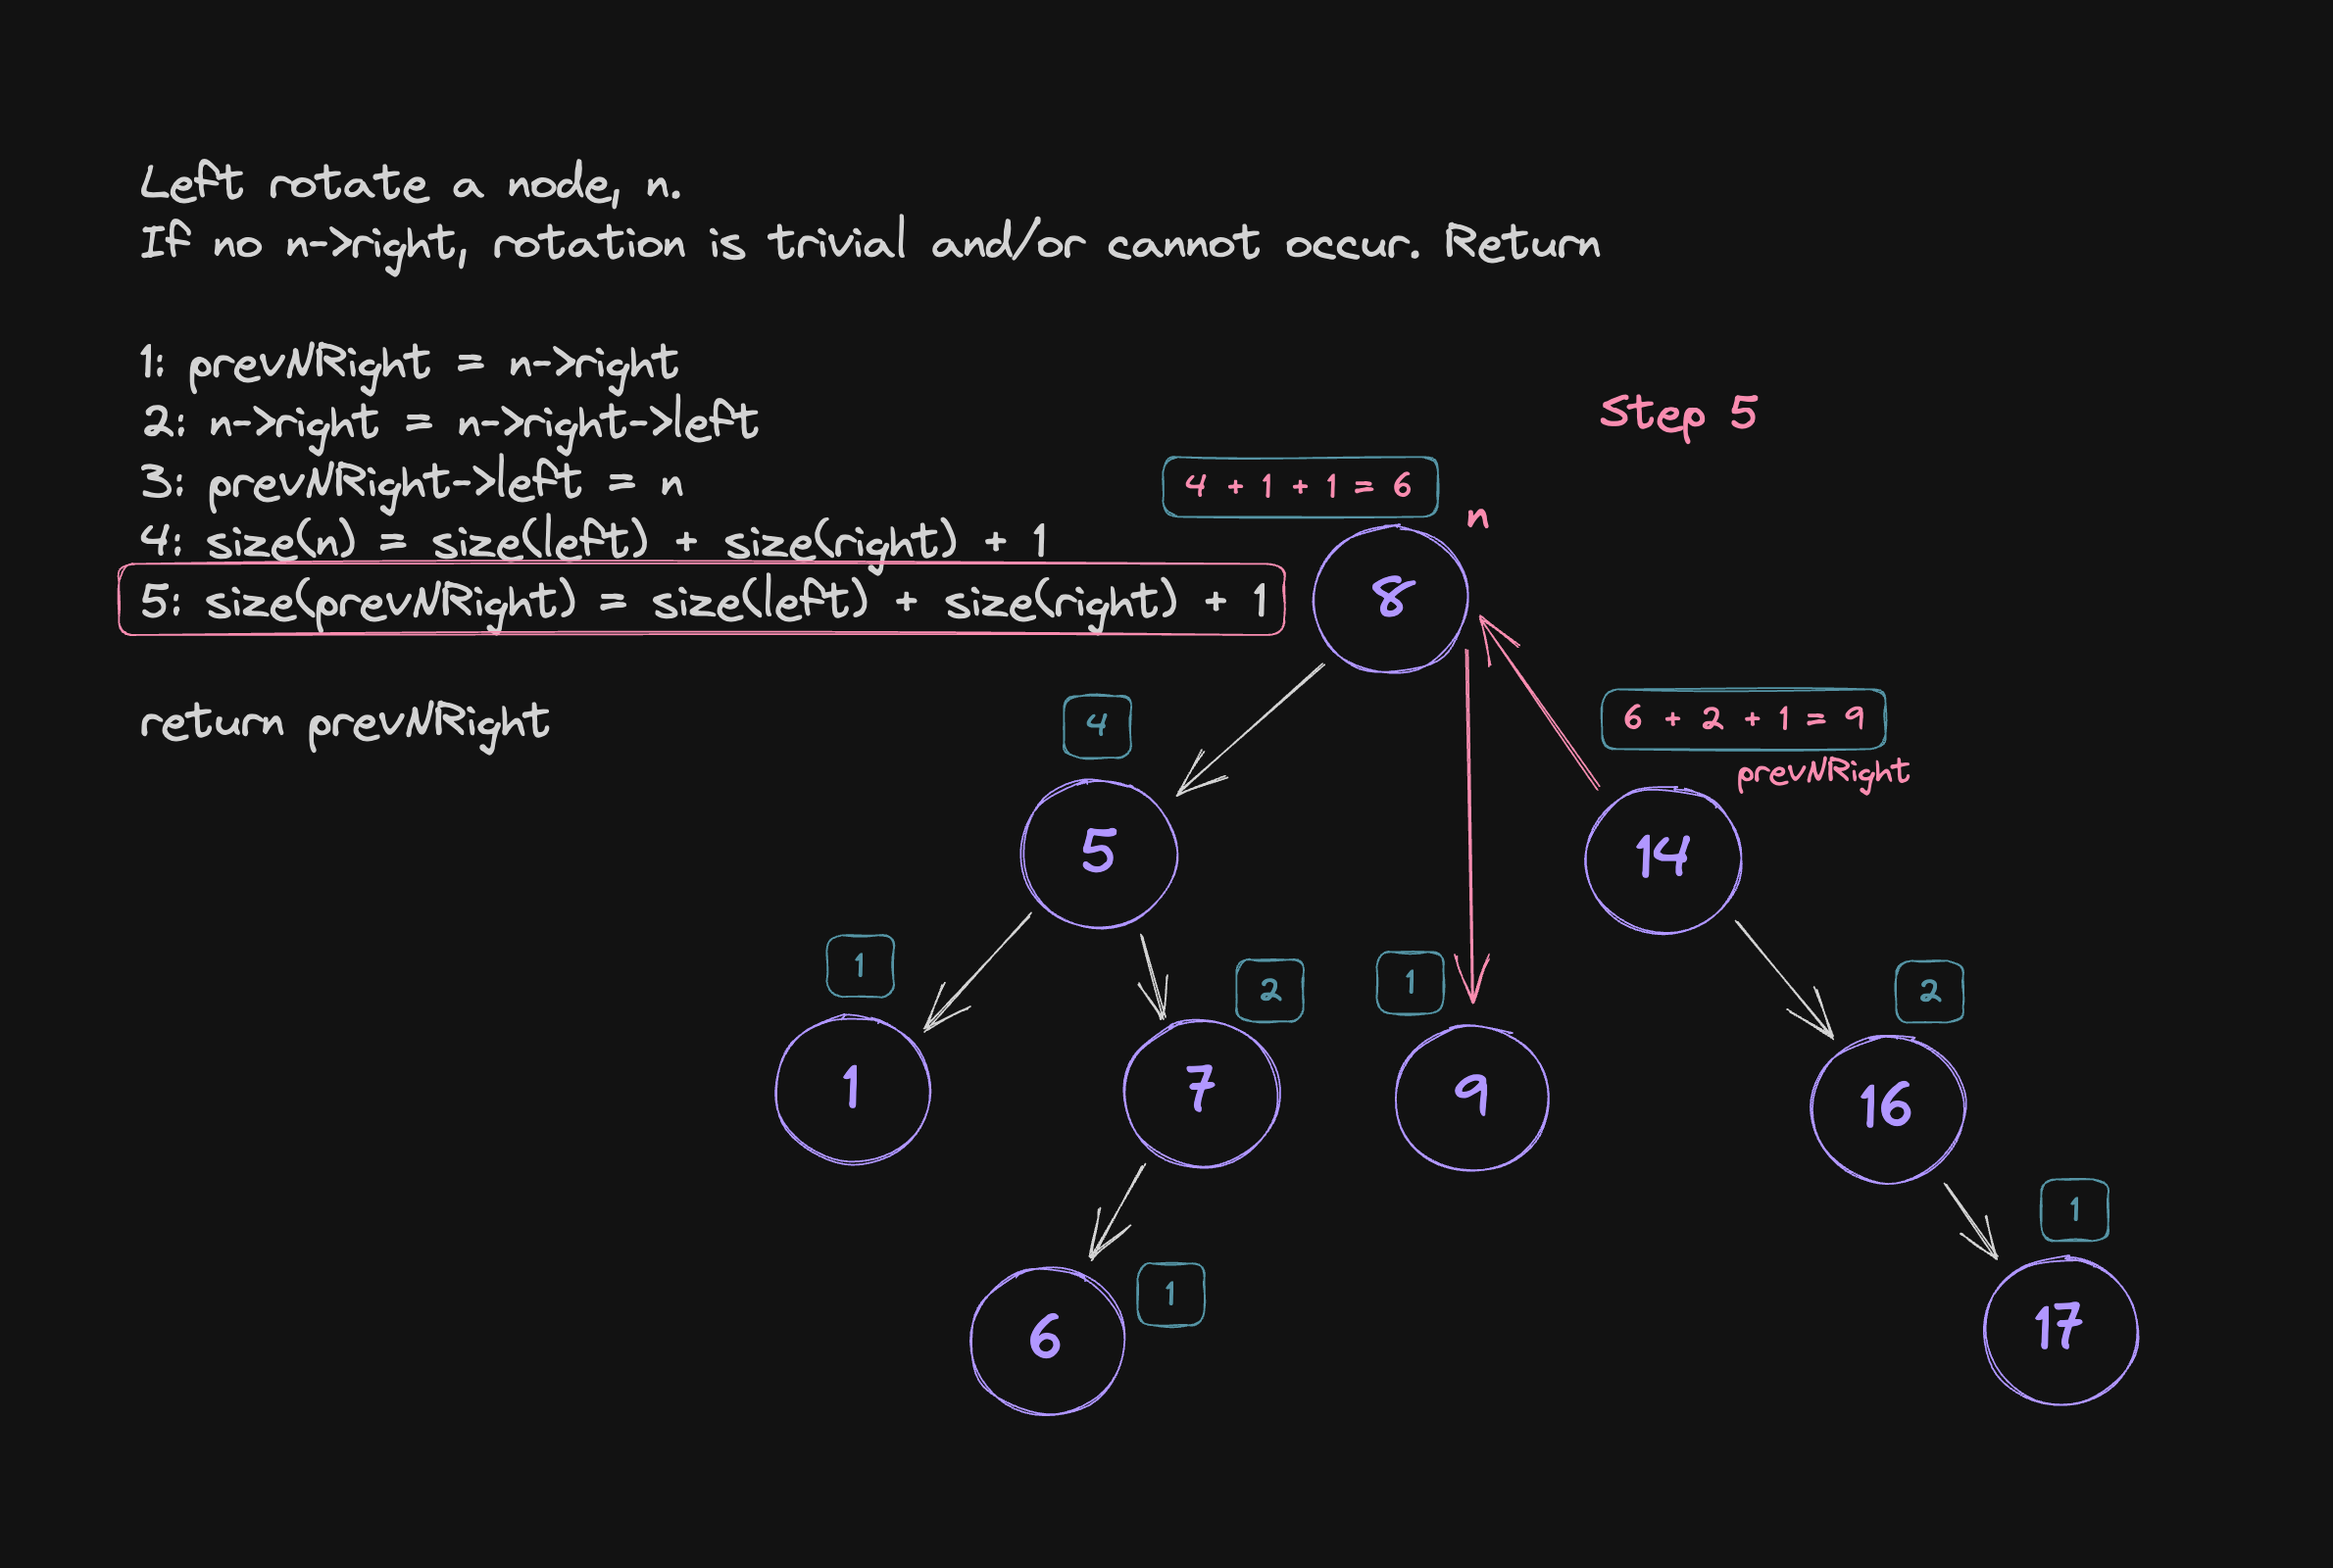 Left rotate a node, n.
If no n->right, rotation is trivial and/or cannot occur. Return
1: prevNRight = n->right
2: n->right = n->right->left
3: prevNRight->left = n
4: size(n) = size(left) + size(right) + 1
5: size(prevNRight) = size(left) + size(right) + 1
return prevNRight
Step 5
4 + 1 + 1 = 6
n
8
4
6 + 2 + 1 = 9
prevNRight
5
14
1
2
1
2
1
7
9
16
1
1
6
17